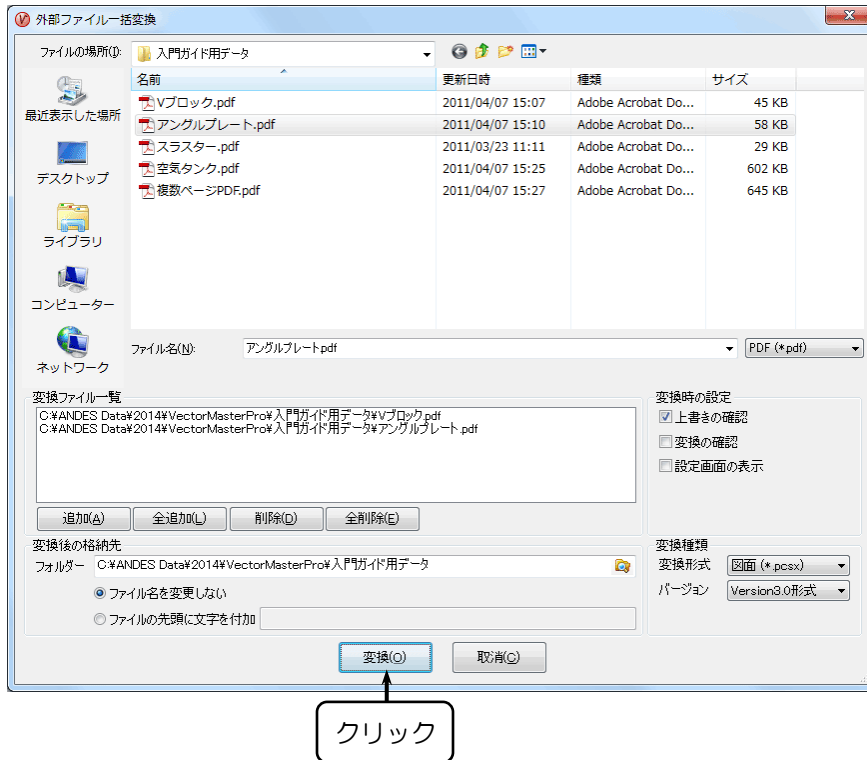 外部ファイル一括変換
ファイルの場所(I): 入門ガイド用データ
名前 更新日時 種類 サイズ
Vブロック.pdf 2011/04/07 15:07 Adobe Acrobat Do... 45 KB
アングルプレート.pdf 2011/04/07 15:10 Adobe Acrobat Do... 58 KB
スラスター.pdf 2011/03/23 11:11 Adobe Acrobat Do... 29 KB
空気タンク.pdf 2011/04/07 15:25 Adobe Acrobat Do... 602 KB
複数ページPDF.pdf 2011/04/07 15:27 Adobe Acrobat Do... 645 KB
最近表示した場所
デスクトップ
ライブラリ
コンピューター
ネットワーク
ファイル名(N): アングルプレート.pdf PDF (*.pdf)
変換ファイル一覧
C:¥ANDES Data¥2014¥VectorMasterPro¥入門ガイド用データ¥Vブロック.pdf
C:¥ANDES Data¥2014¥VectorMasterPro¥入門ガイド用データ¥アングルプレート.pdf
追加(A) 全追加(L) 削除(D) 全削除(E)
変換時の設定
上書きの確認
変換の確認
設定画面の表示
変換後の格納先
フォルダー C:¥ANDES Data¥2014¥VectorMasterPro¥入門ガイド用データ
ファイル名を変更しない
ファイルの先頭に文字を付加
変換種類
変換形式 図面 (*.pcsx)
バージョン Version3.0形式
変換(O) 取消(C)
クリック